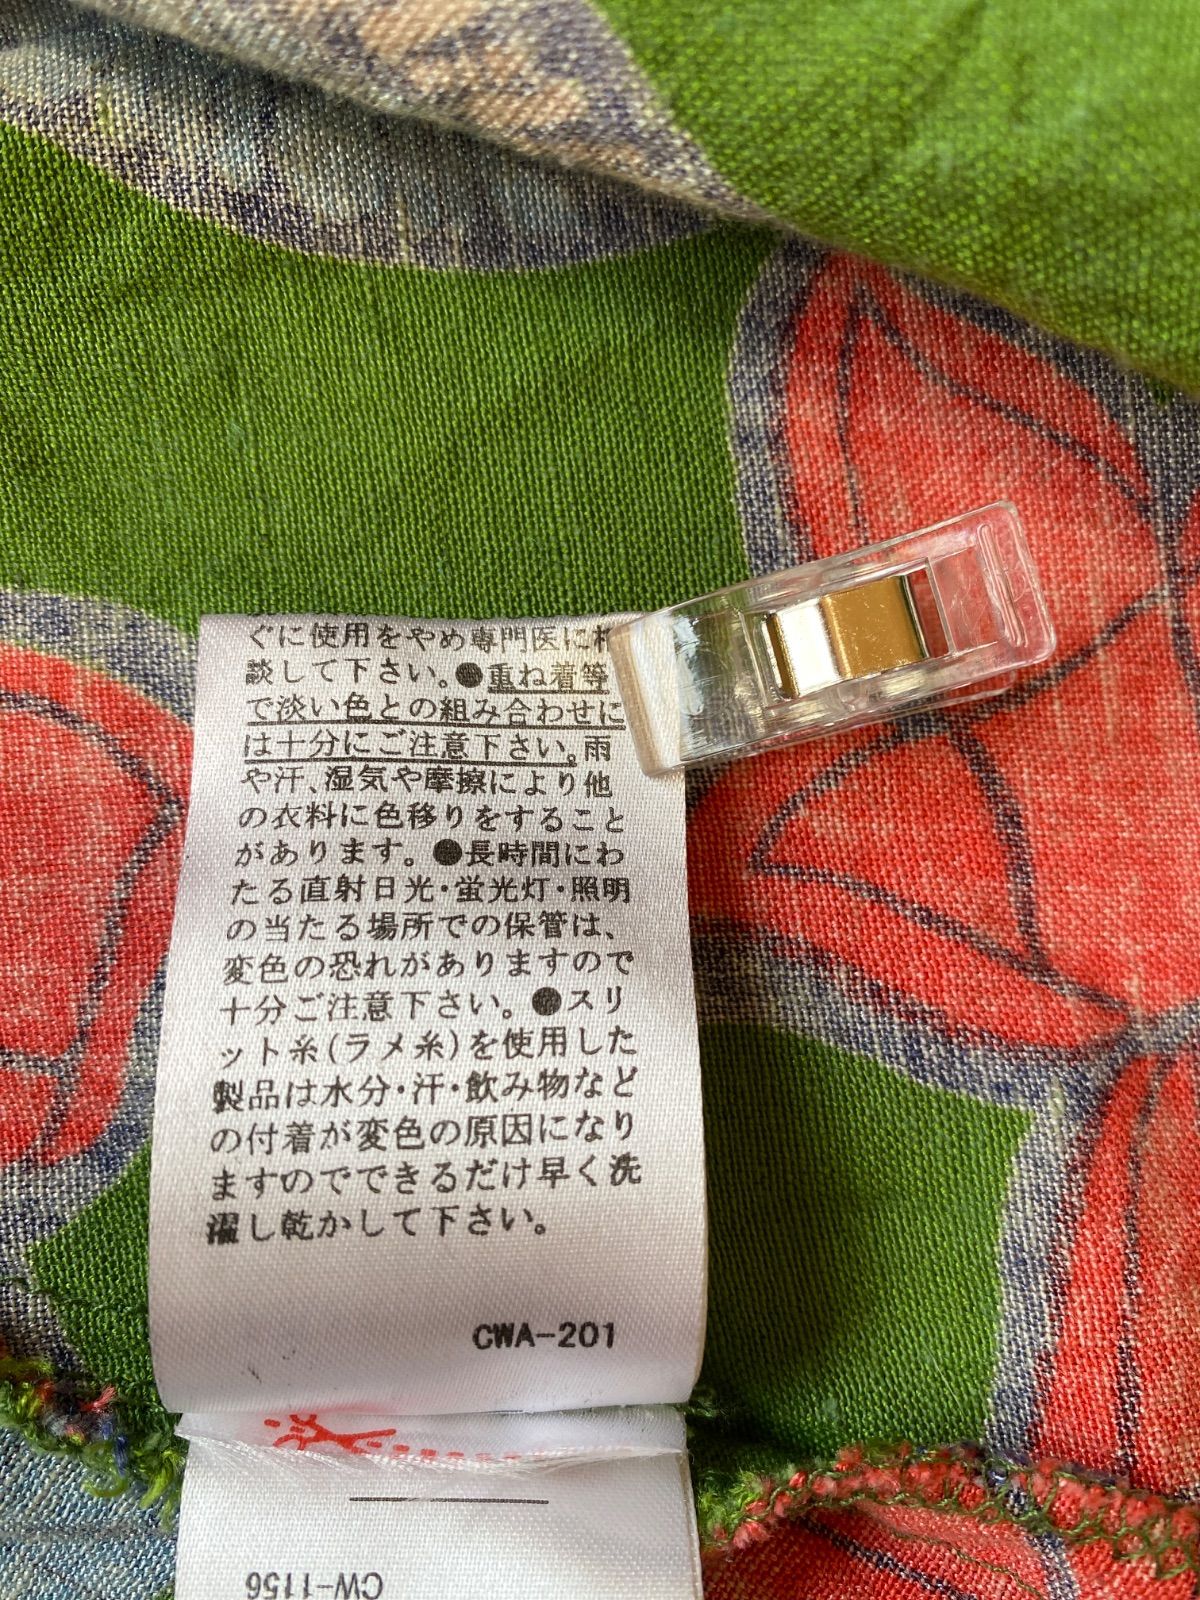 ぐに使用をやめ専門医に相
談して下さい。●重ね着等
で淡い色との組み合わせに
は十分にご注意下さい。雨
や汗、湿気や摩擦により他
の衣料に色移りをすること
があります。●長時間にわ
たる直射日光・蛍光灯・照明
の当たる場所での保管は、
変色の恐れがありますので
十分ご注意下さい。●スリ
ット糸(ラメ糸)を使用した
製品は水分・汗・飲み物など
の付着が変色の原因になり
ますのでできるだけ早く洗
濯し乾かして下さい。
CWA-201
CW-1156